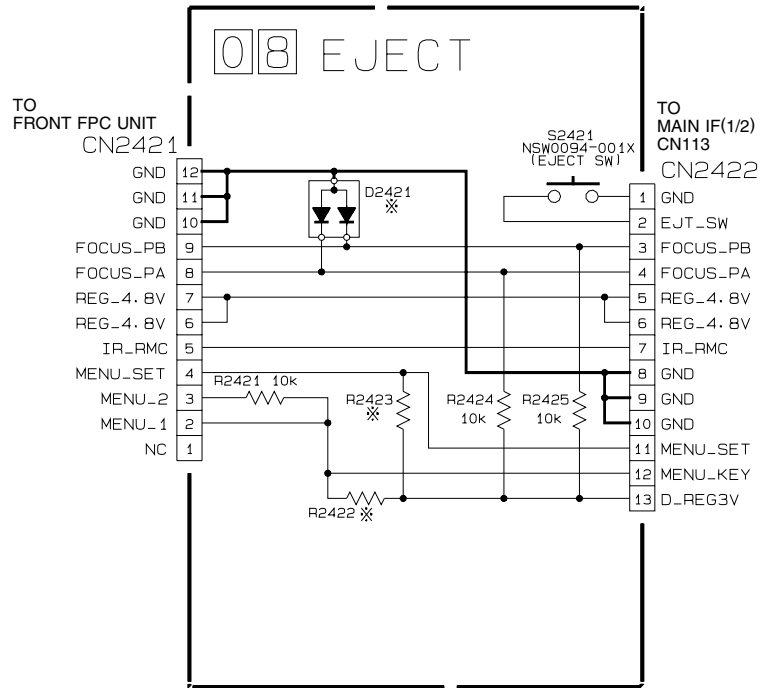 08 EJECT
TO
FRONT FPC UNIT
CN2421
TO
MAIN IF(1/2)
CN113
CN2422
S2421
NSW0094-001X
(EJECT SW)
D2421
※
GND 12
GND 11
GND 10
FOCUS_PB 9
FOCUS_PA 8
REG_4.8V 7
REG_4.8V 6
IR_RMC 5
MENU_SET 4
MENU_2 3
MENU_1 2
NC 1
R2421 10k
R2422 ※
R2423
※
R2424
10k
R2425
10k
1 GND
2 EJT_SW
3 FOCUS_PB
4 FOCUS_PA
5 REG_4.8V
6 REG_4.8V
7 IR_RMC
8 GND
9 GND
10 GND
11 MENU_SET
12 MENU_KEY
13 D_REG3V